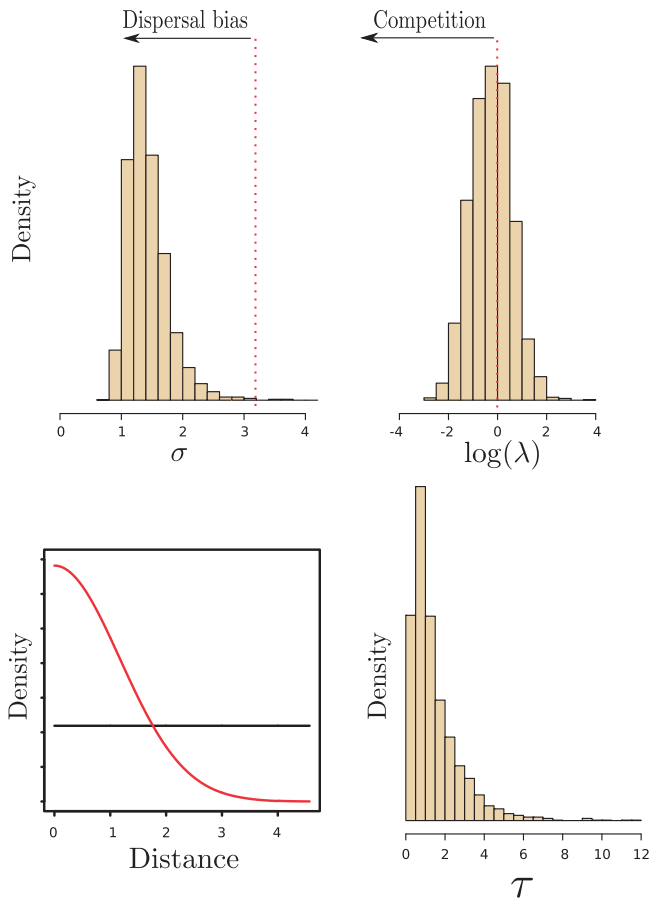 Dispersal bias
Competition
Density
0 1 2 3 4
σ
-4 -2 0 2 4
log(λ)
Density
0 1 2 3 4
Distance
Density
0 2 4 6 8 10 12
τ